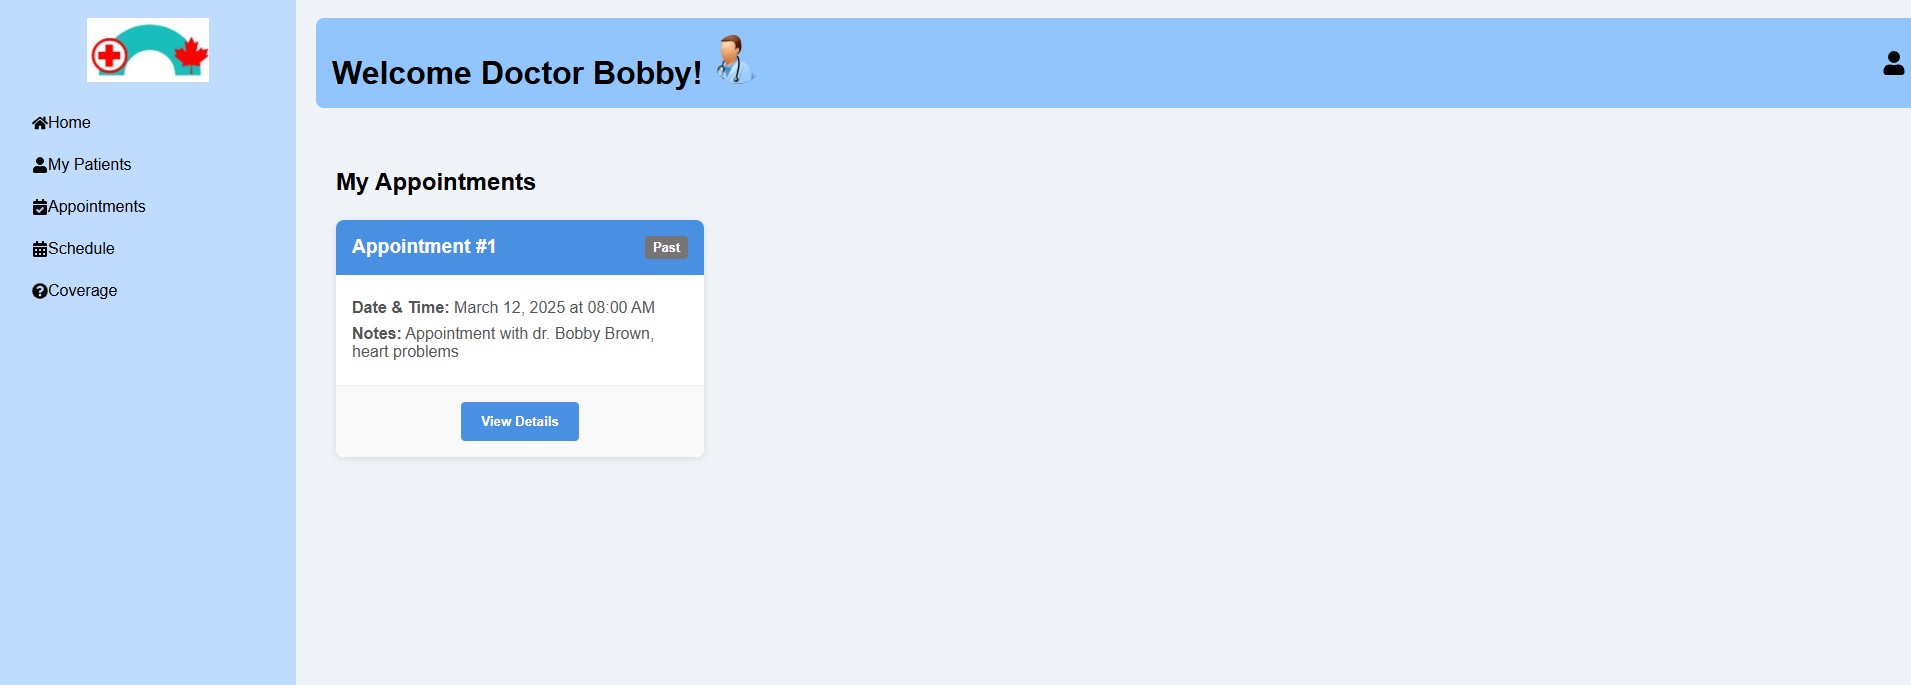 Welcome Doctor Bobby!
Home
My Patients
Appointments
Schedule
Coverage
My Appointments
Appointment #1 Past
Date & Time: March 12, 2025 at 08:00 AM
Notes: Appointment with dr. Bobby Brown,
heart problems
View Details